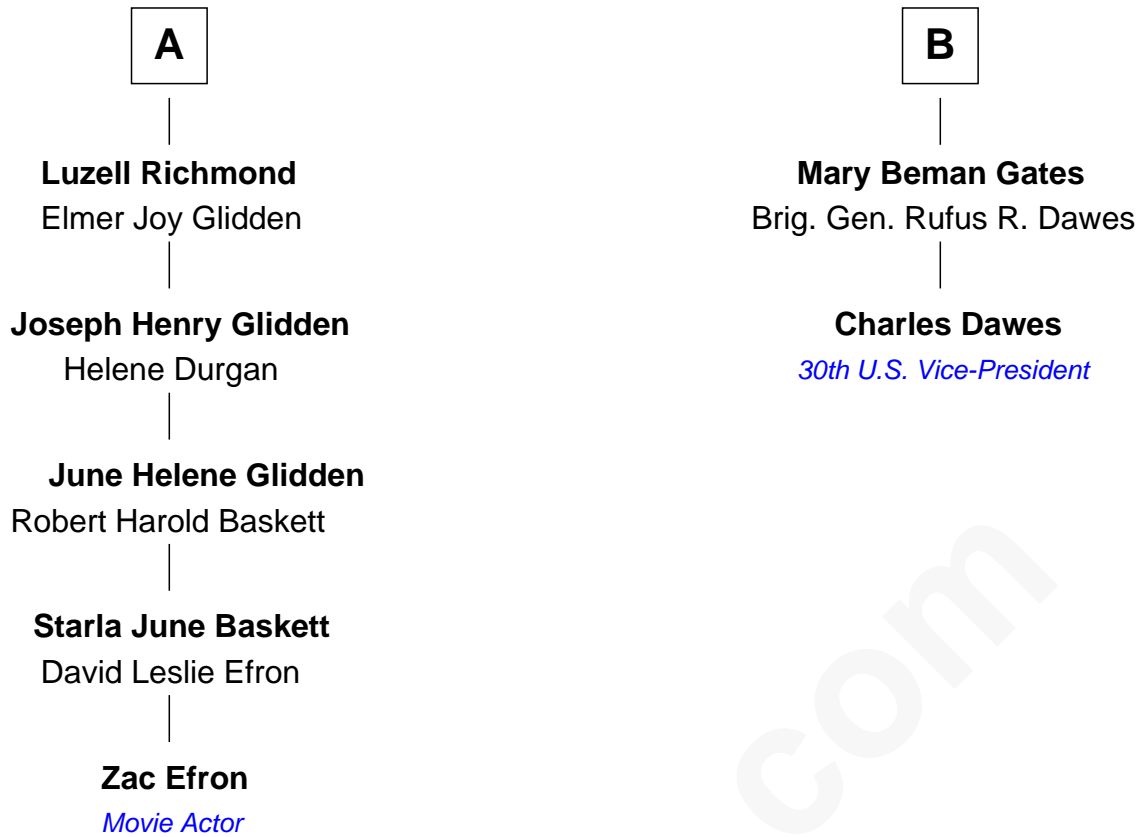 A
Luzell Richmond
Elmer Joy Glidden
Joseph Henry Glidden
Helene Durgan
June Helene Glidden
Robert Harold Baskett
Starla June Baskett
David Leslie Efron
Zac Efron
Movie Actor
B
Mary Beman Gates
Brig. Gen. Rufus R. Dawes
Charles Dawes
30th U.S. Vice-President
com